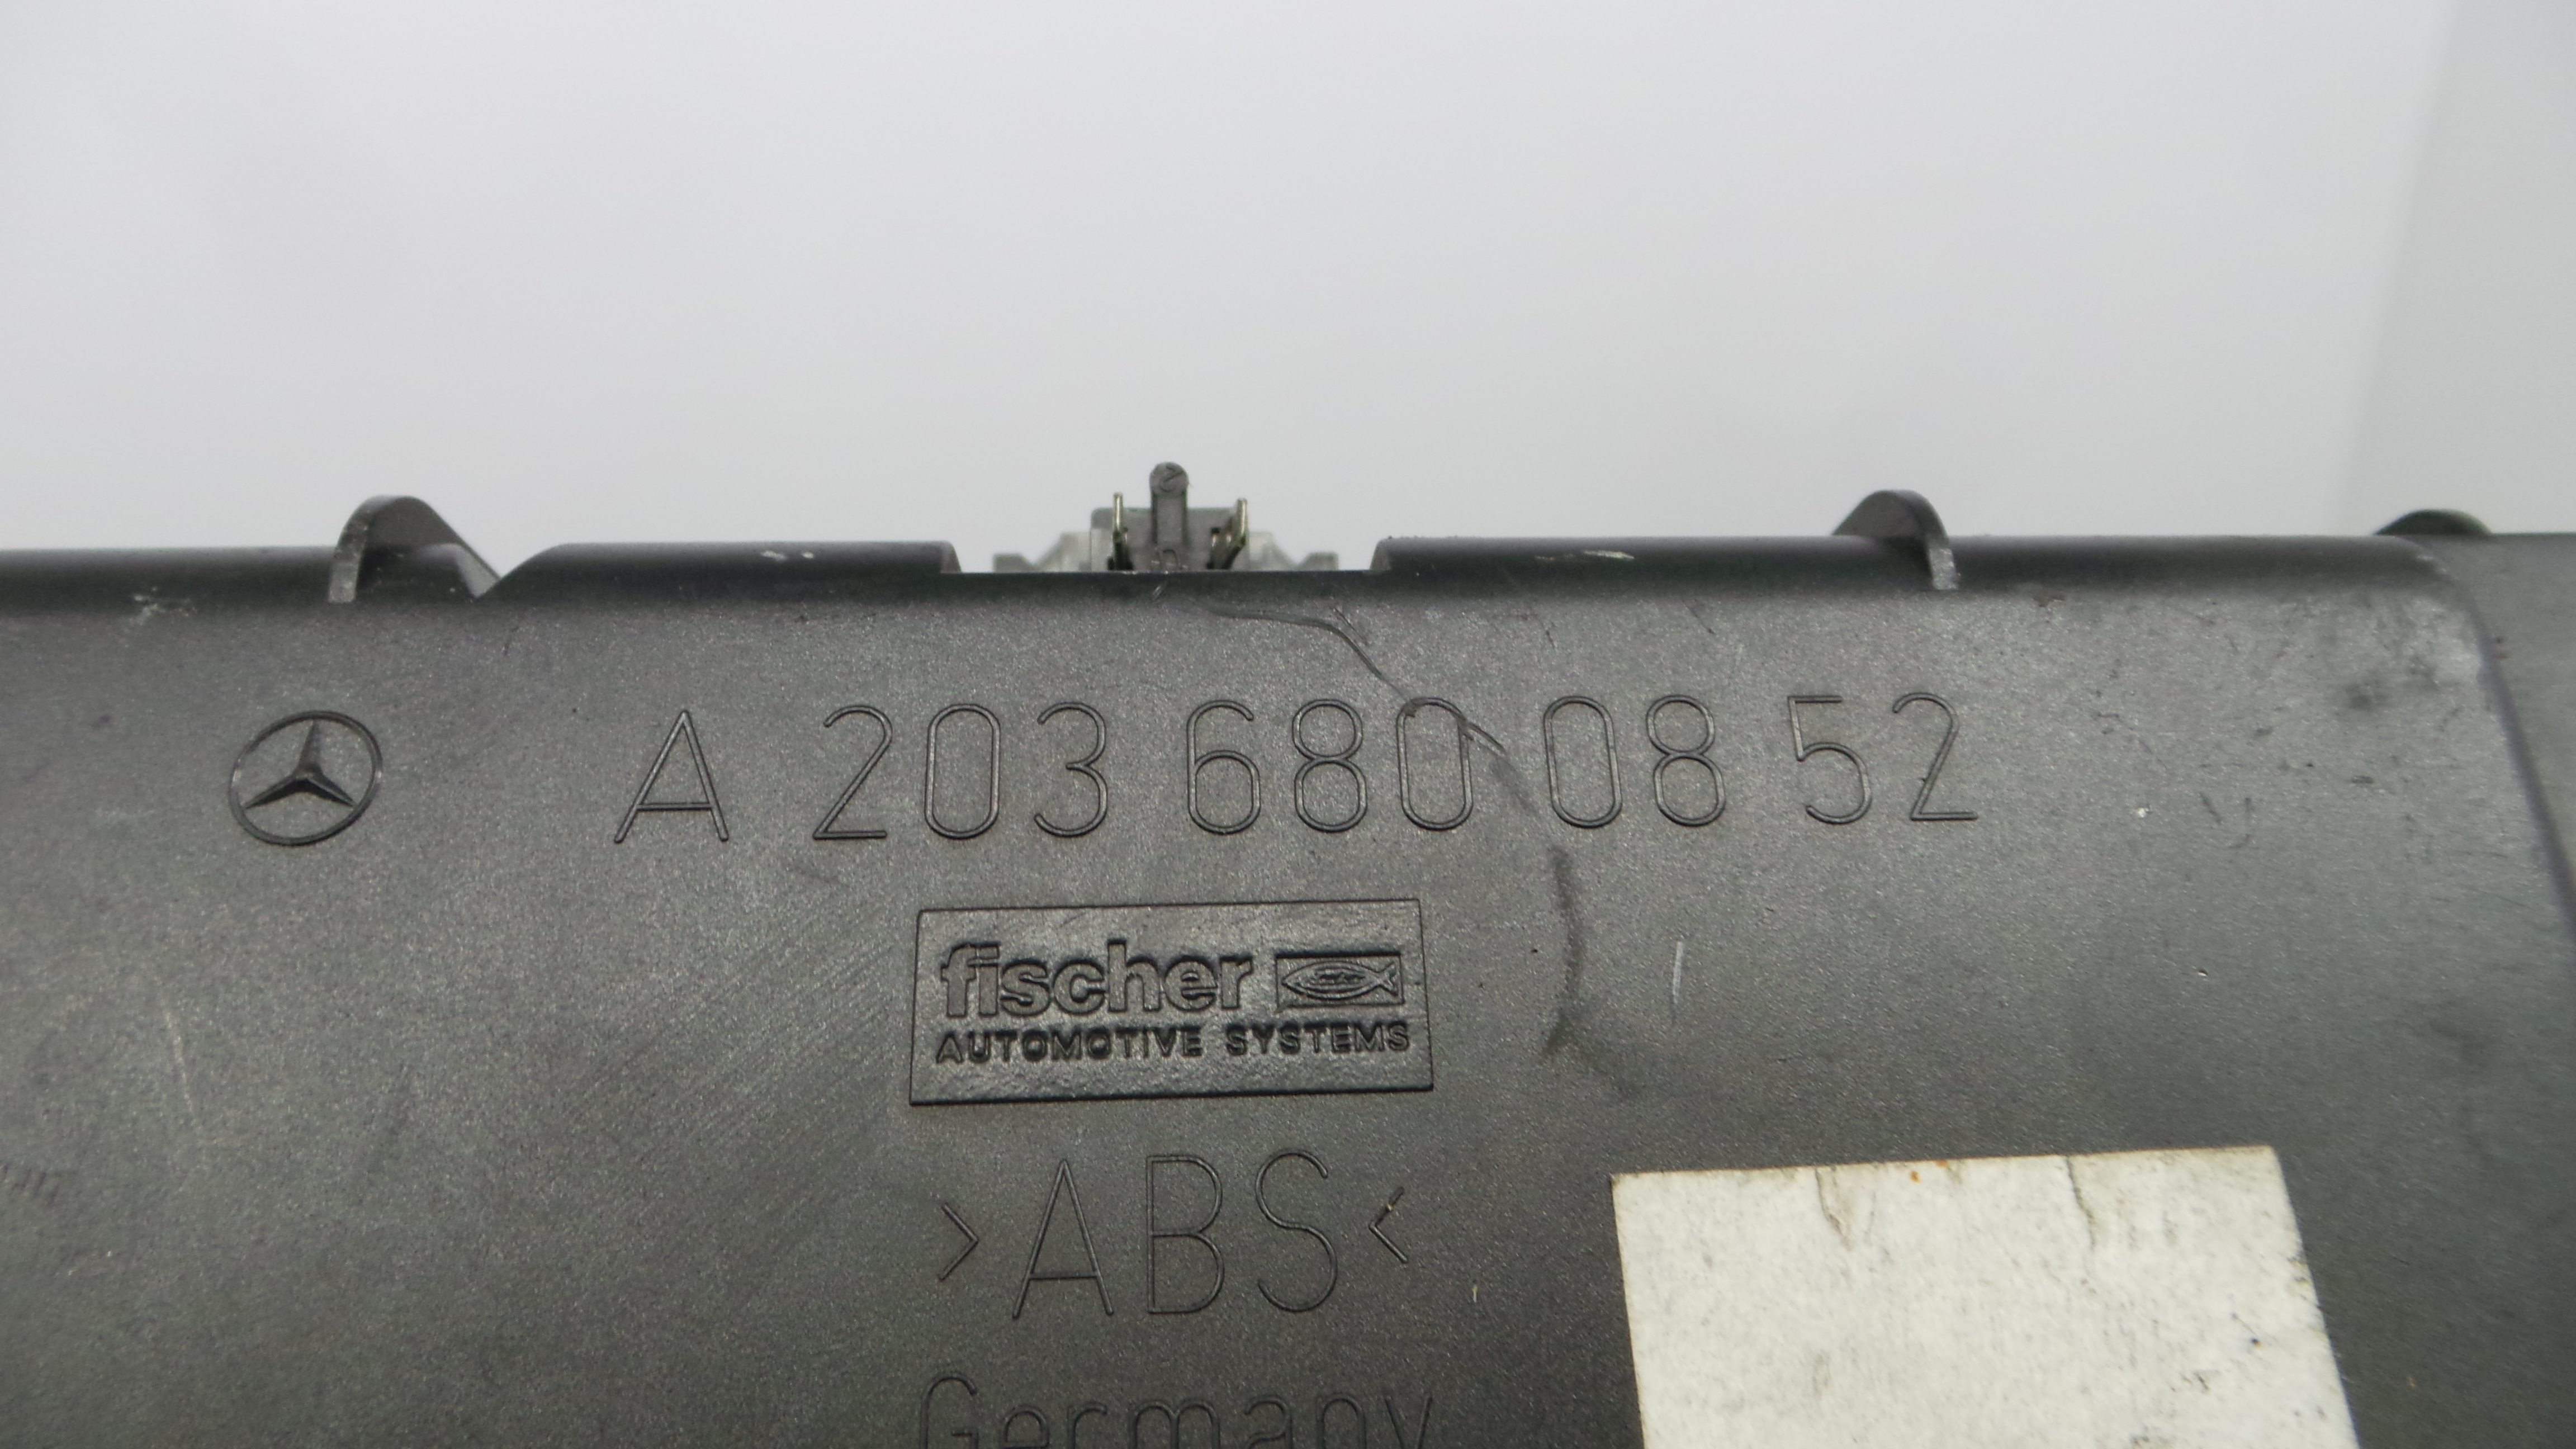 A 203 680 08 52
fischer
AUTOMOTIVE SYSTEMS
>ABS<
Germany